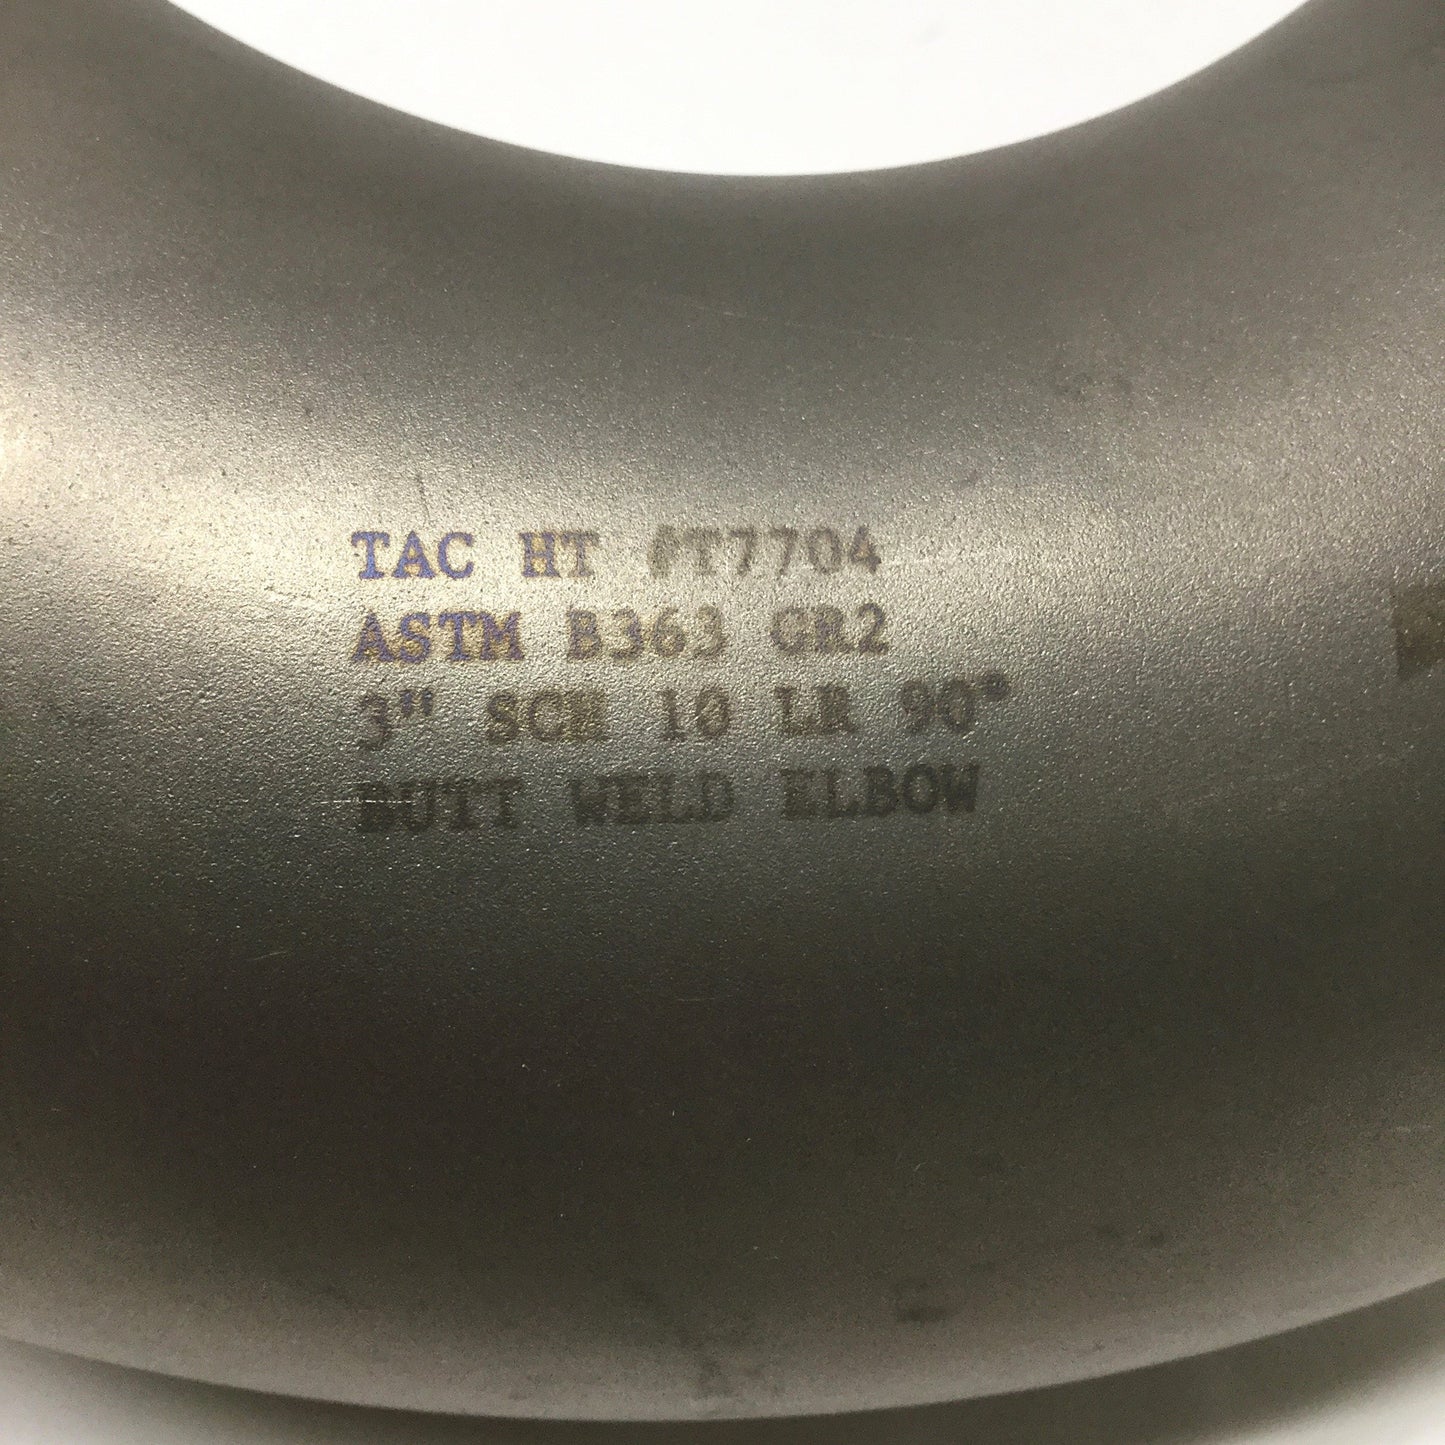 TAC HT #T7704
ASTM B363 GR2
3" SCH 10 LR 90°
BUTT WELD ELBOW